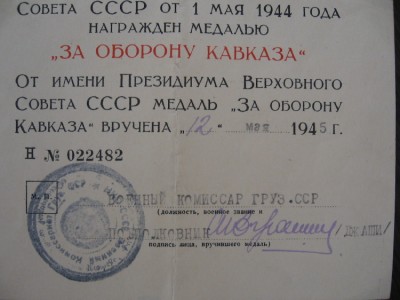 СОВЕТА СССР ОТ 1 МАЯ 1944 ГОДА
НАГРАЖДЕН МЕДАЛЬЮ
„ЗА ОБОРОНУ КАВКАЗА“
ОТ ИМЕНИ ПРЕЗИДИУМА ВЕРХОВНОГО
СОВЕТА СССР МЕДАЛЬ „ЗА ОБОРОНУ
КАВКАЗА“ ВРУЧЕНА „12“ мая 1945 г.
Н № 022482
М. П. ВОЕННЫЙ КОМИССАР ГРУЗ.ССР
(должность, военное звание и
ПОДПОЛКОВНИК
подпись лица, вручившего медаль)